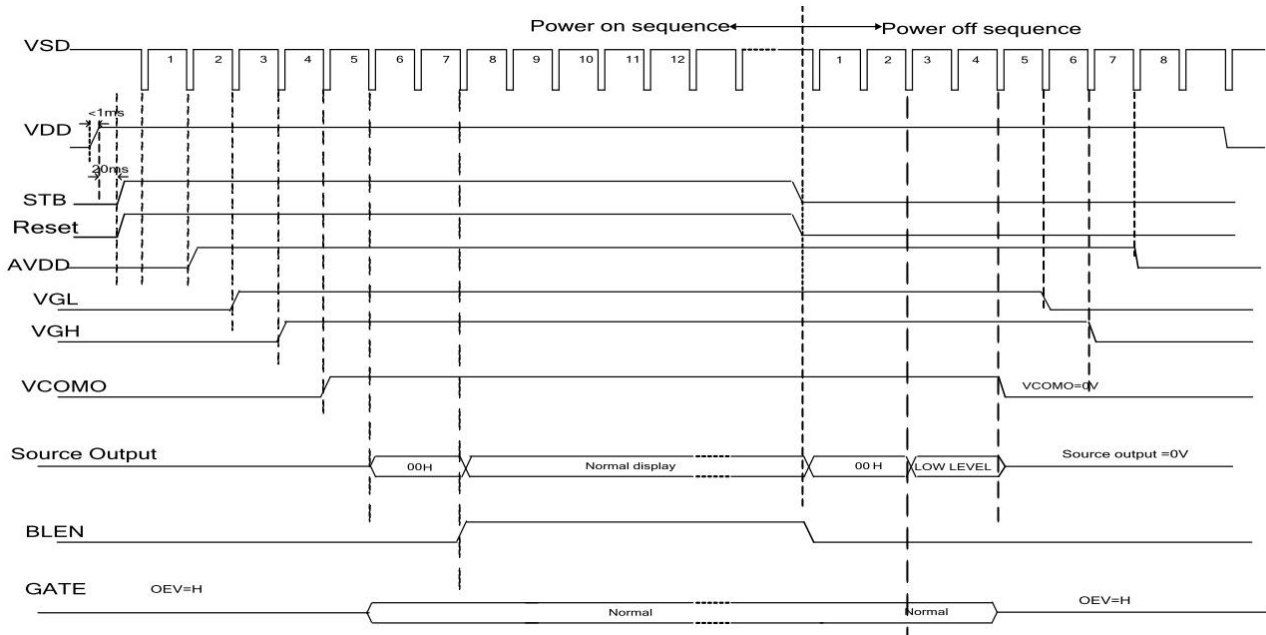 Power on sequence
Power off sequence
VSD
1 2 3 4 5 6 7 8 9 10 11 12 1 2 3 4 5 6 7 8
<1ms
VDD
20ms
STB
Reset
AVDD
VGL
VGH
VCOMO
VCOMO=0V
Source Output
00H
Normal display
00 H
LOW LEVEL
Source output =0V
BLEN
GATE
OEV=H
Normal
Normal
OEV=H